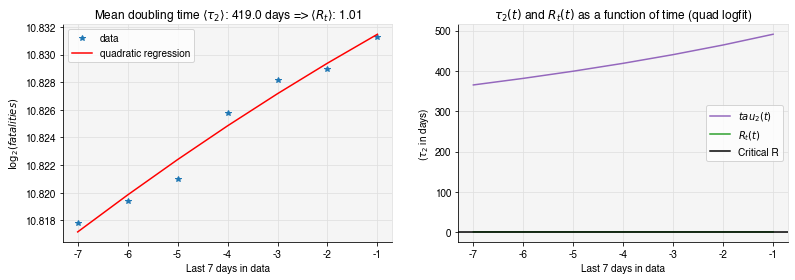 Mean doubling time ⟨τ₂⟩: 419.0 days => ⟨Rₜ⟩: 1.01
10.832
10.830
10.828
10.826
10.824
10.822
10.820
10.818
log₂(fatalities)
data
quadratic regression
-7 -6 -5 -4 -3 -2 -1
Last 7 days in data
τ₂(t) and Rₜ(t) as a function of time (quad logfit)
500
400
300
200
100
0
(τ₂ in days)
tau₂(t)
Rₜ(t)
Critical R
-7 -6 -5 -4 -3 -2 -1
Last 7 days in data